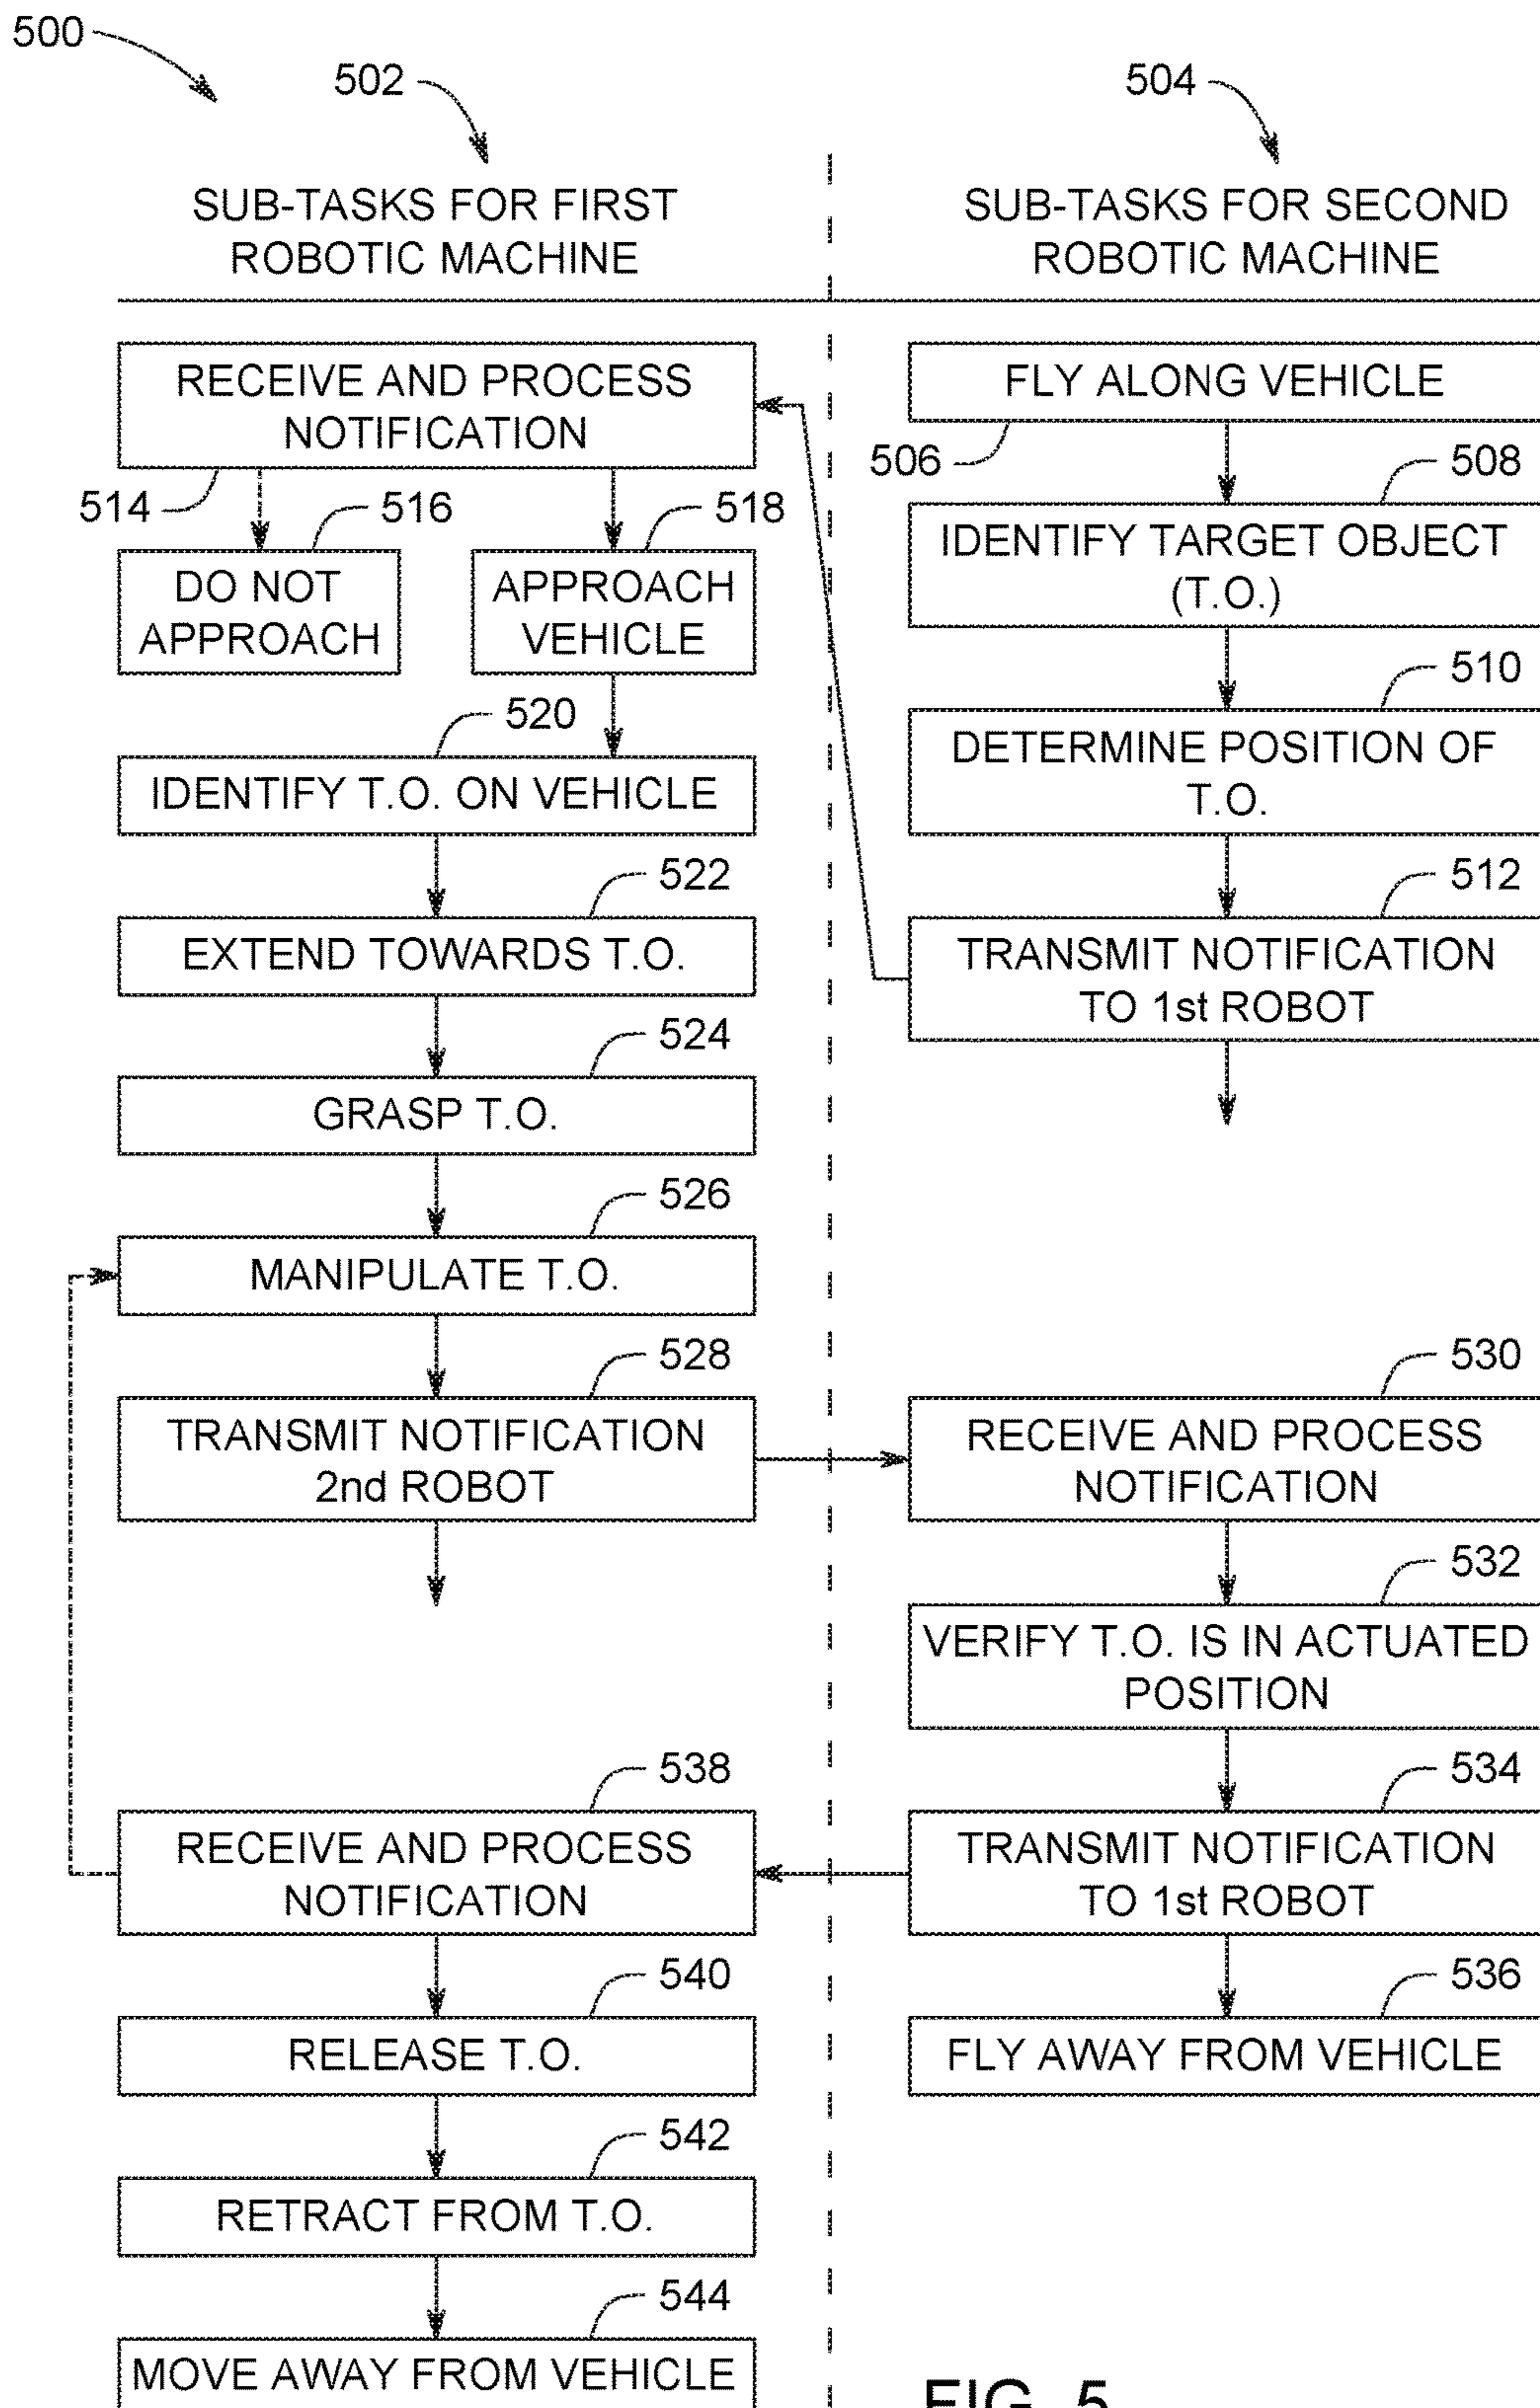 500
502
504
SUB-TASKS FOR FIRST
ROBOTIC MACHINE
SUB-TASKS FOR SECOND
ROBOTIC MACHINE
RECEIVE AND PROCESS
NOTIFICATION
514
516
518
DO NOT
APPROACH
APPROACH
VEHICLE
520
IDENTIFY T.O. ON VEHICLE
522
EXTEND TOWARDS T.O.
524
GRASP T.O.
526
MANIPULATE T.O.
528
TRANSMIT NOTIFICATION
2nd ROBOT
538
RECEIVE AND PROCESS
NOTIFICATION
540
RELEASE T.O.
542
RETRACT FROM T.O.
544
MOVE AWAY FROM VEHICLE
FLY ALONG VEHICLE
506
508
IDENTIFY TARGET OBJECT
(T.O.)
510
DETERMINE POSITION OF
T.O.
512
TRANSMIT NOTIFICATION
TO 1st ROBOT
530
RECEIVE AND PROCESS
NOTIFICATION
532
VERIFY T.O. IS IN ACTUATED
POSITION
534
TRANSMIT NOTIFICATION
TO 1st ROBOT
536
FLY AWAY FROM VEHICLE
FIG. 5